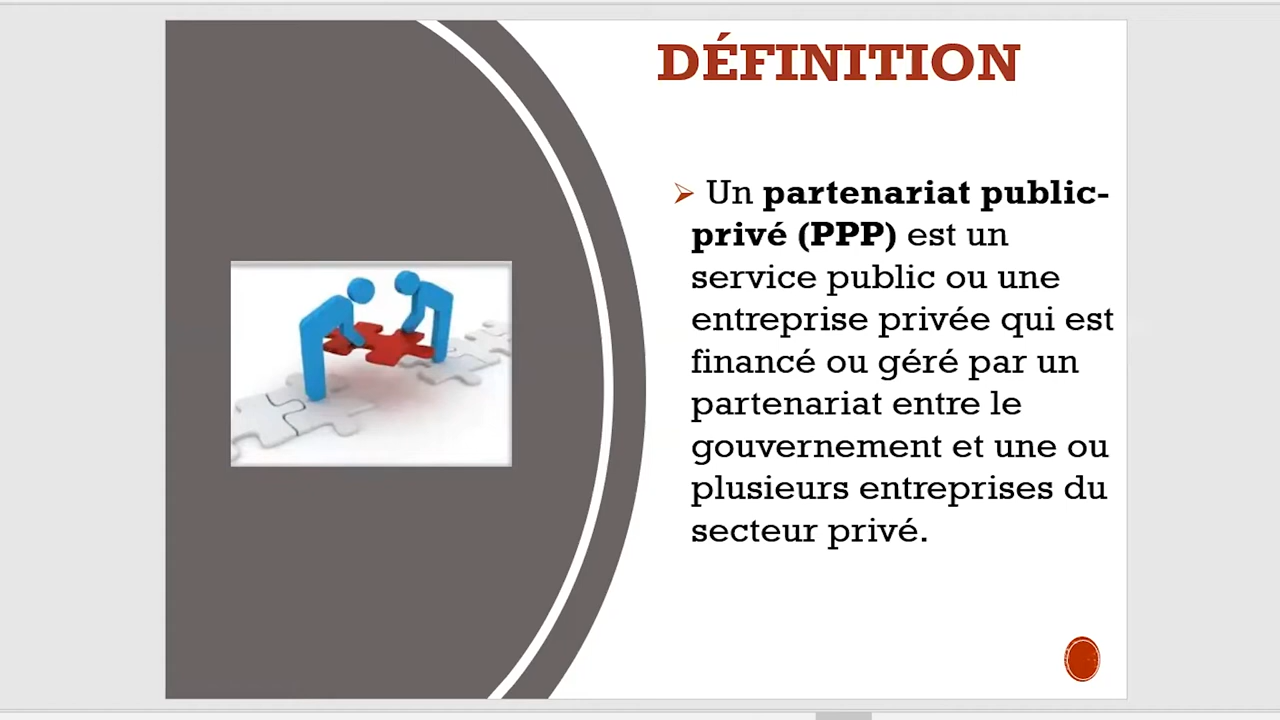 DÉFINITION
Un partenariat public-
privé (PPP) est un
service public ou une
entreprise privée qui est
financé ou géré par un
partenariat entre le
gouvernement et une ou
plusieurs entreprises du
secteur privé.